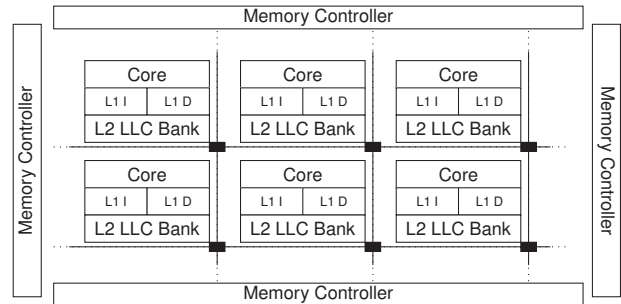 Memory Controller
Memory Controller
Core Core Core
L1 I L1 D L1 I L1 D L1 I L1 D
L2 LLC Bank L2 LLC Bank L2 LLC Bank
Core Core Core
L1 I L1 D L1 I L1 D L1 I L1 D
L2 LLC Bank L2 LLC Bank L2 LLC Bank
Memory Controller
Memory Controller